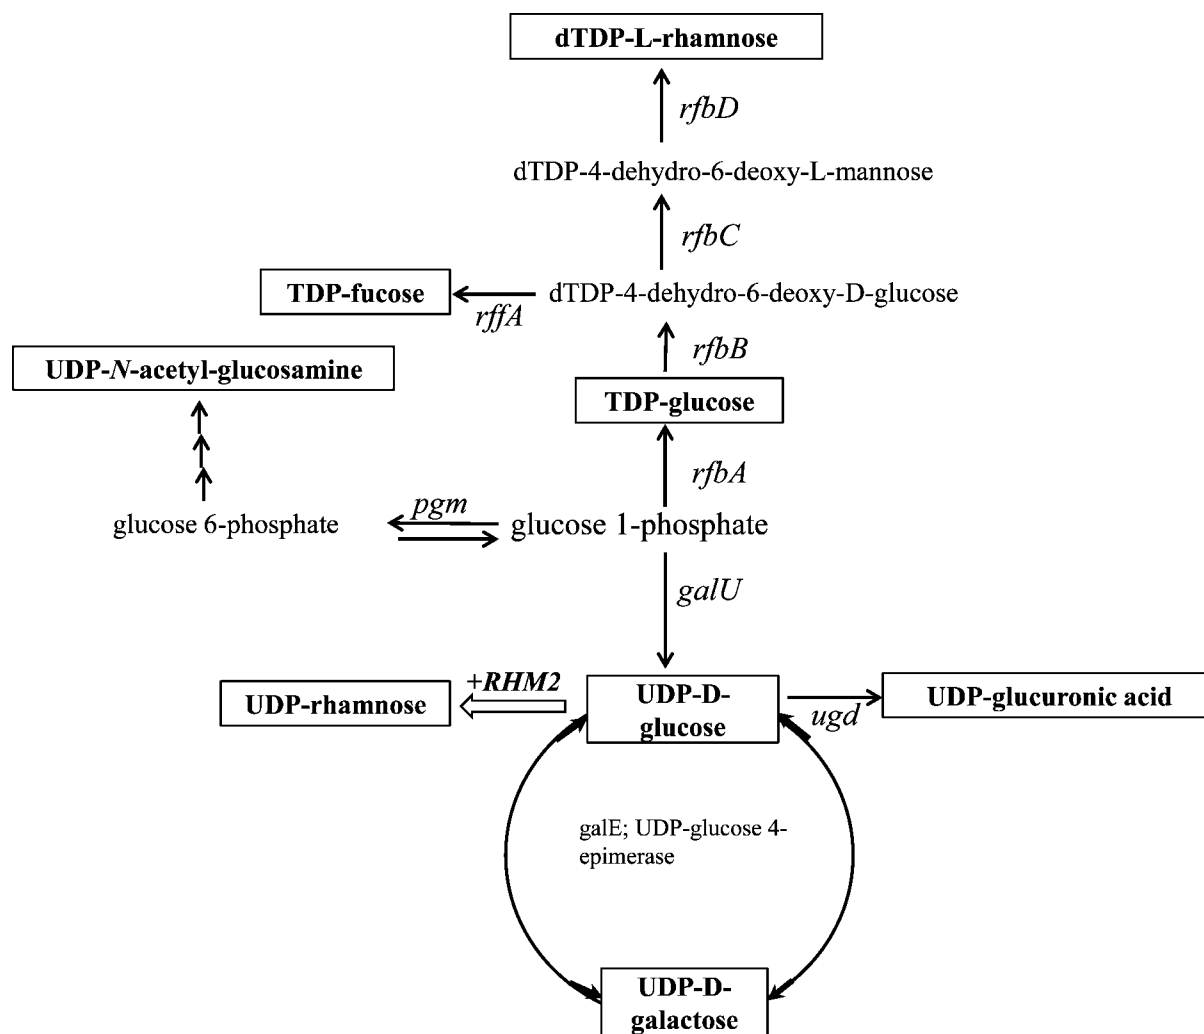 dTDP-L-rhamnose
rfbD
dTDP-4-dehydro-6-deoxy-L-mannose
rfbC
TDP-fucose
dTDP-4-dehydro-6-deoxy-D-glucose
rffA
rfbB
UDP-N-acetyl-glucosamine
TDP-glucose
rfbA
pgm
glucose 6-phosphate
glucose 1-phosphate
galU
+RHM2
UDP-rhamnose
UDP-D-
glucose
ugd
UDP-glucuronic acid
galE; UDP-glucose 4-
epimerase
UDP-D-
galactose